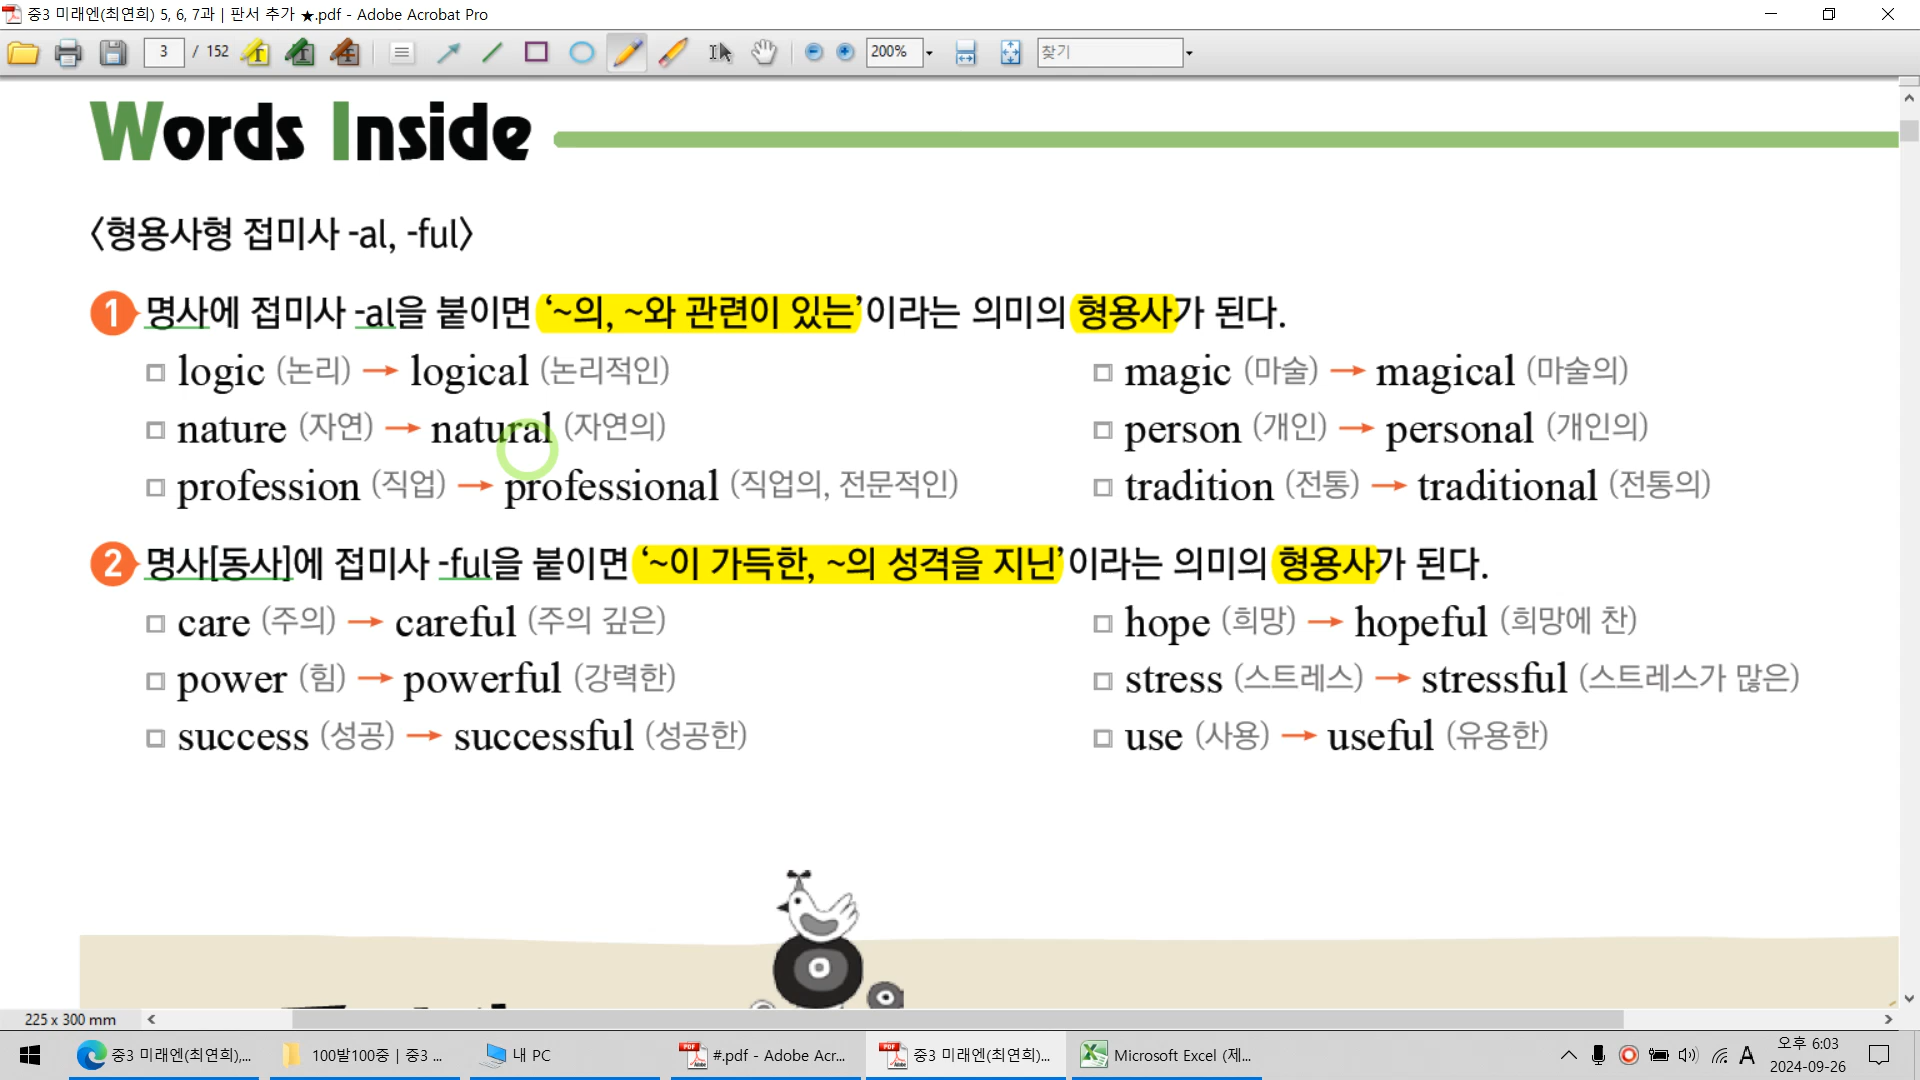 중3 미래엔(최연희) 5, 6, 7과 | 판서 추가 ★.pdf - Adobe Acrobat Pro
3 / 152 200% 찾기
Words Inside
〈형용사형 접미사 -al, -ful〉
1 명사에 접미사 -al을 붙이면 ‘~의, ~와 관련이 있는’이라는 의미의 형용사가 된다.
logic (논리) → logical (논리적인) magic (마술) → magical (마술의)
nature (자연) → natural (자연의) person (개인) → personal (개인의)
profession (직업) → professional (직업의, 전문적인) tradition (전통) → traditional (전통의)
2 명사[동사]에 접미사 -ful을 붙이면 ‘~이 가득한, ~의 성격을 지닌’이라는 의미의 형용사가 된다.
care (주의) → careful (주의 깊은) hope (희망) → hopeful (희망에 찬)
power (힘) → powerful (강력한) stress (스트레스) → stressful (스트레스가 많은)
success (성공) → successful (성공한) use (사용) → useful (유용한)
225 x 300 mm
중3 미래엔(최연희),... 100발100중 | 중3 ... 내 PC #.pdf - Adobe Acr... 중3 미래엔(최연희)... Microsoft Excel (제... A 오후 6:03
2024-09-26